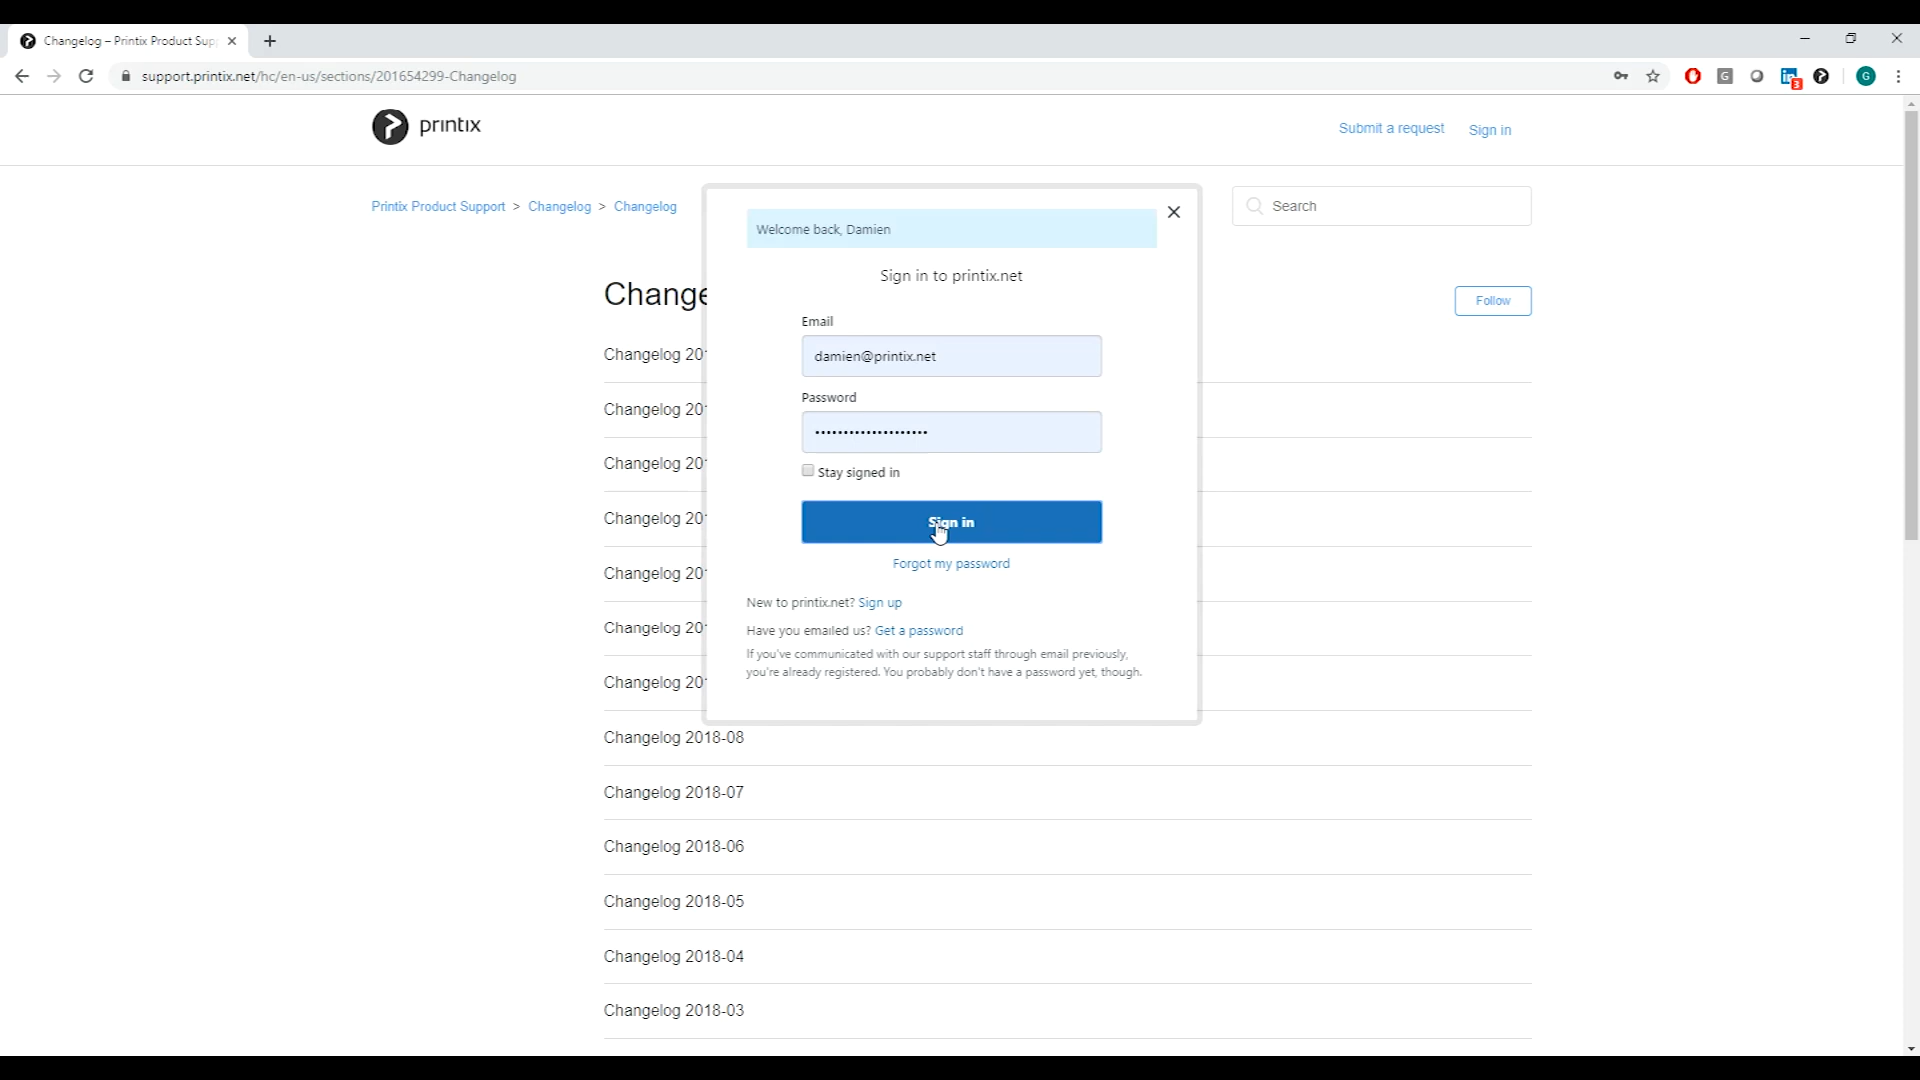 Changelog – Printix Product Sup
support.printix.net/hc/en-us/sections/201654299-Changelog
G
3
G
printix
Submit a request
Sign in
Printix Product Support > Changelog > Changelog
Search
Welcome back, Damien
Sign in to printix.net
Change
Follow
Email
damien@printix.net
Changelog 20
Password
Changelog 20
••••••••••••••••••••
Changelog 20
Stay signed in
Changelog 20
Sign in
Forgot my password
Changelog 20
New to printix.net? Sign up
Changelog 20
Have you emailed us? Get a password
If you've communicated with our support staff through email previously,
you're already registered. You probably don't have a password yet, though.
Changelog 20
Changelog 2018-08
Changelog 2018-07
Changelog 2018-06
Changelog 2018-05
Changelog 2018-04
Changelog 2018-03